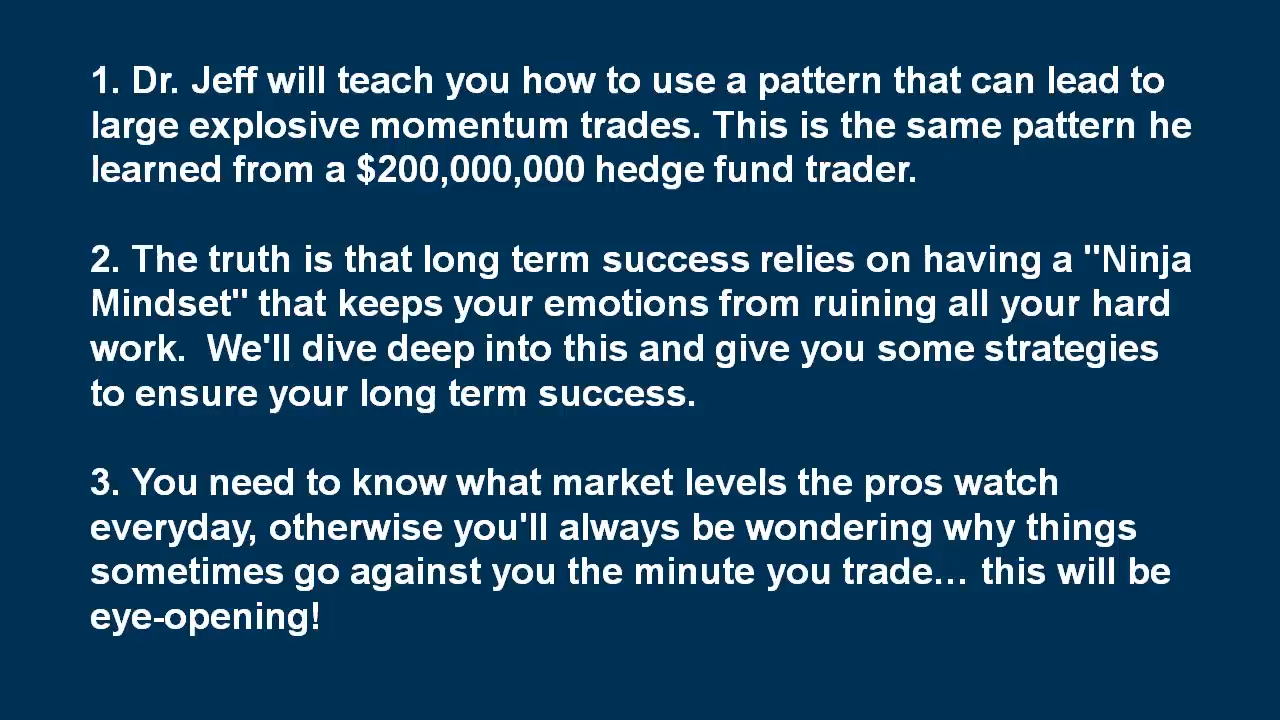 1. Dr. Jeff will teach you how to use a pattern that can lead to
large explosive momentum trades. This is the same pattern he
learned from a $200,000,000 hedge fund trader.
2. The truth is that long term success relies on having a "Ninja
Mindset" that keeps your emotions from ruining all your hard
work.  We'll dive deep into this and give you some strategies
to ensure your long term success.
3. You need to know what market levels the pros watch
everyday, otherwise you'll always be wondering why things
sometimes go against you the minute you trade… this will be
eye-opening!